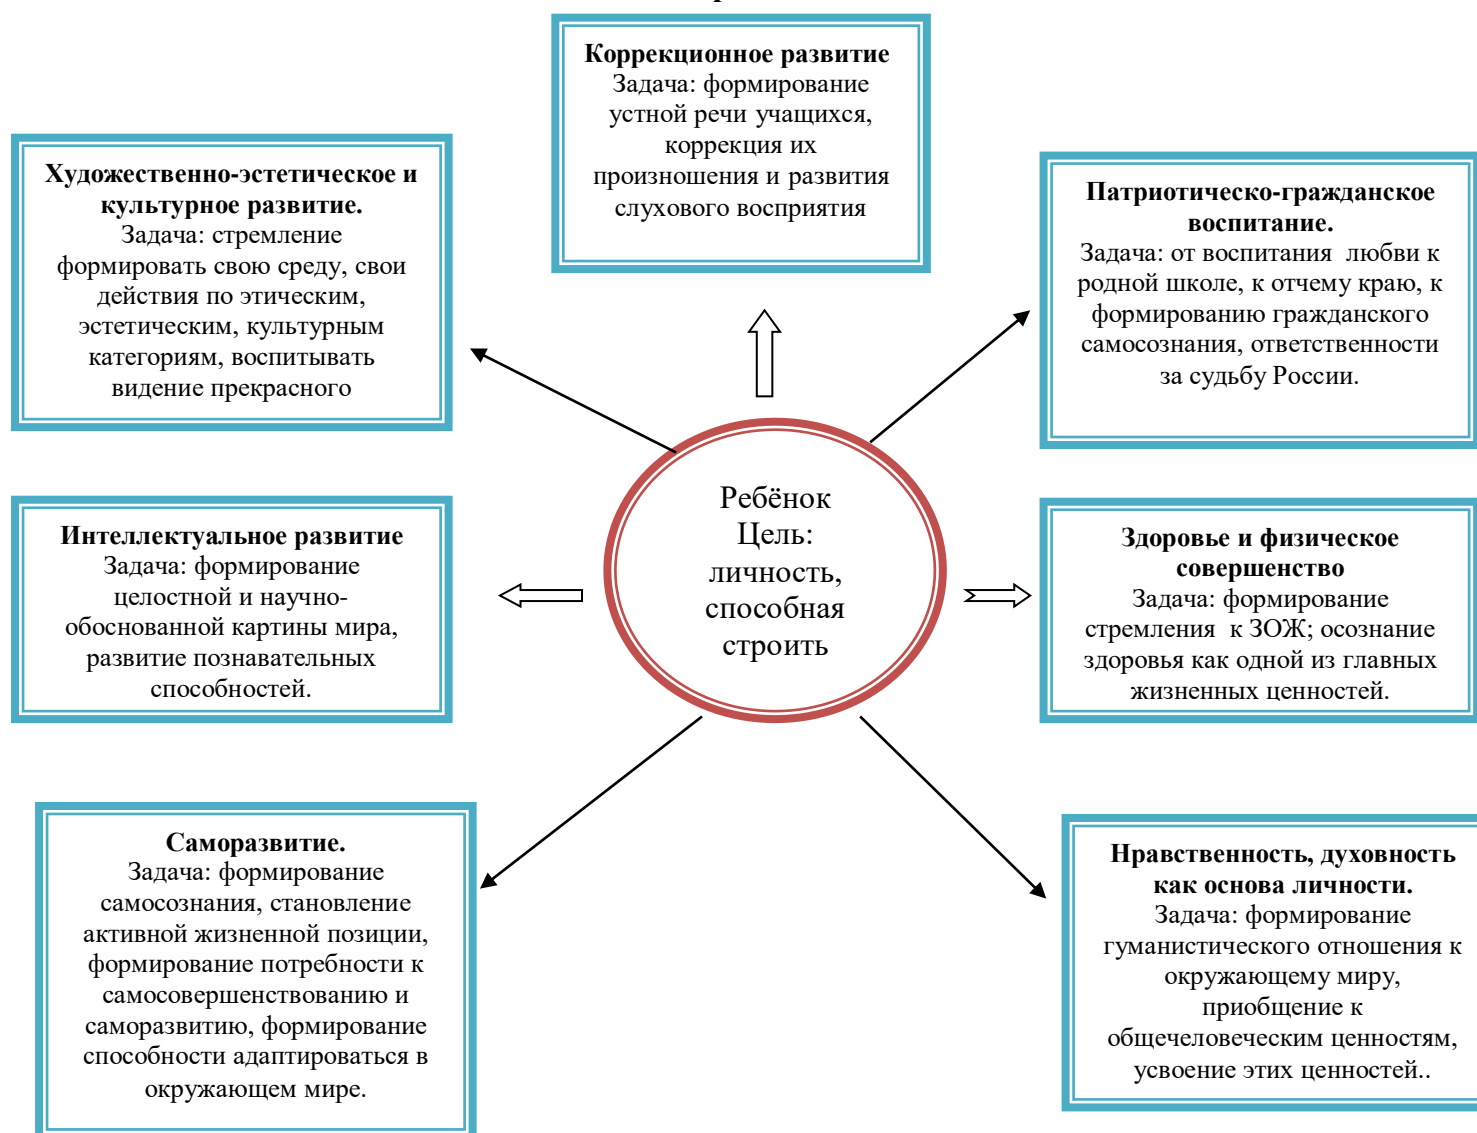 Коррекционное развитие
Задача: формирование
устной речи учащихся,
коррекция их
произношения и развития
слухового восприятия
Художественно-эстетическое и
культурное развитие.
Задача: стремление
формировать свою среду, свои
действия по этическим,
эстетическим, культурным
категориям, воспитывать
видение прекрасного
Патриотическо-гражданское
воспитание.
Задача: от воспитания  любви к
родной школе, к отчему краю, к
формированию гражданского
самосознания, ответственности
за судьбу России.
Ребёнок
Цель:
личность,
способная
строить
Интеллектуальное развитие
Задача: формирование
целостной и научно-
обоснованной картины мира,
развитие познавательных
способностей.
Здоровье и физическое
совершенство
Задача: формирование
стремления  к ЗОЖ; осознание
здоровья как одной из главных
жизненных ценностей.
Саморазвитие.
Задача: формирование
самосознания, становление
активной жизненной позиции,
формирование потребности к
самосовершенствованию и
саморазвитию, формирование
способности адаптироваться в
окружающем мире.
Нравственность, духовность
как основа личности.
Задача: формирование
гуманистического отношения к
окружающему миру,
приобщение к
общечеловеческим ценностям,
усвоение этих ценностей..